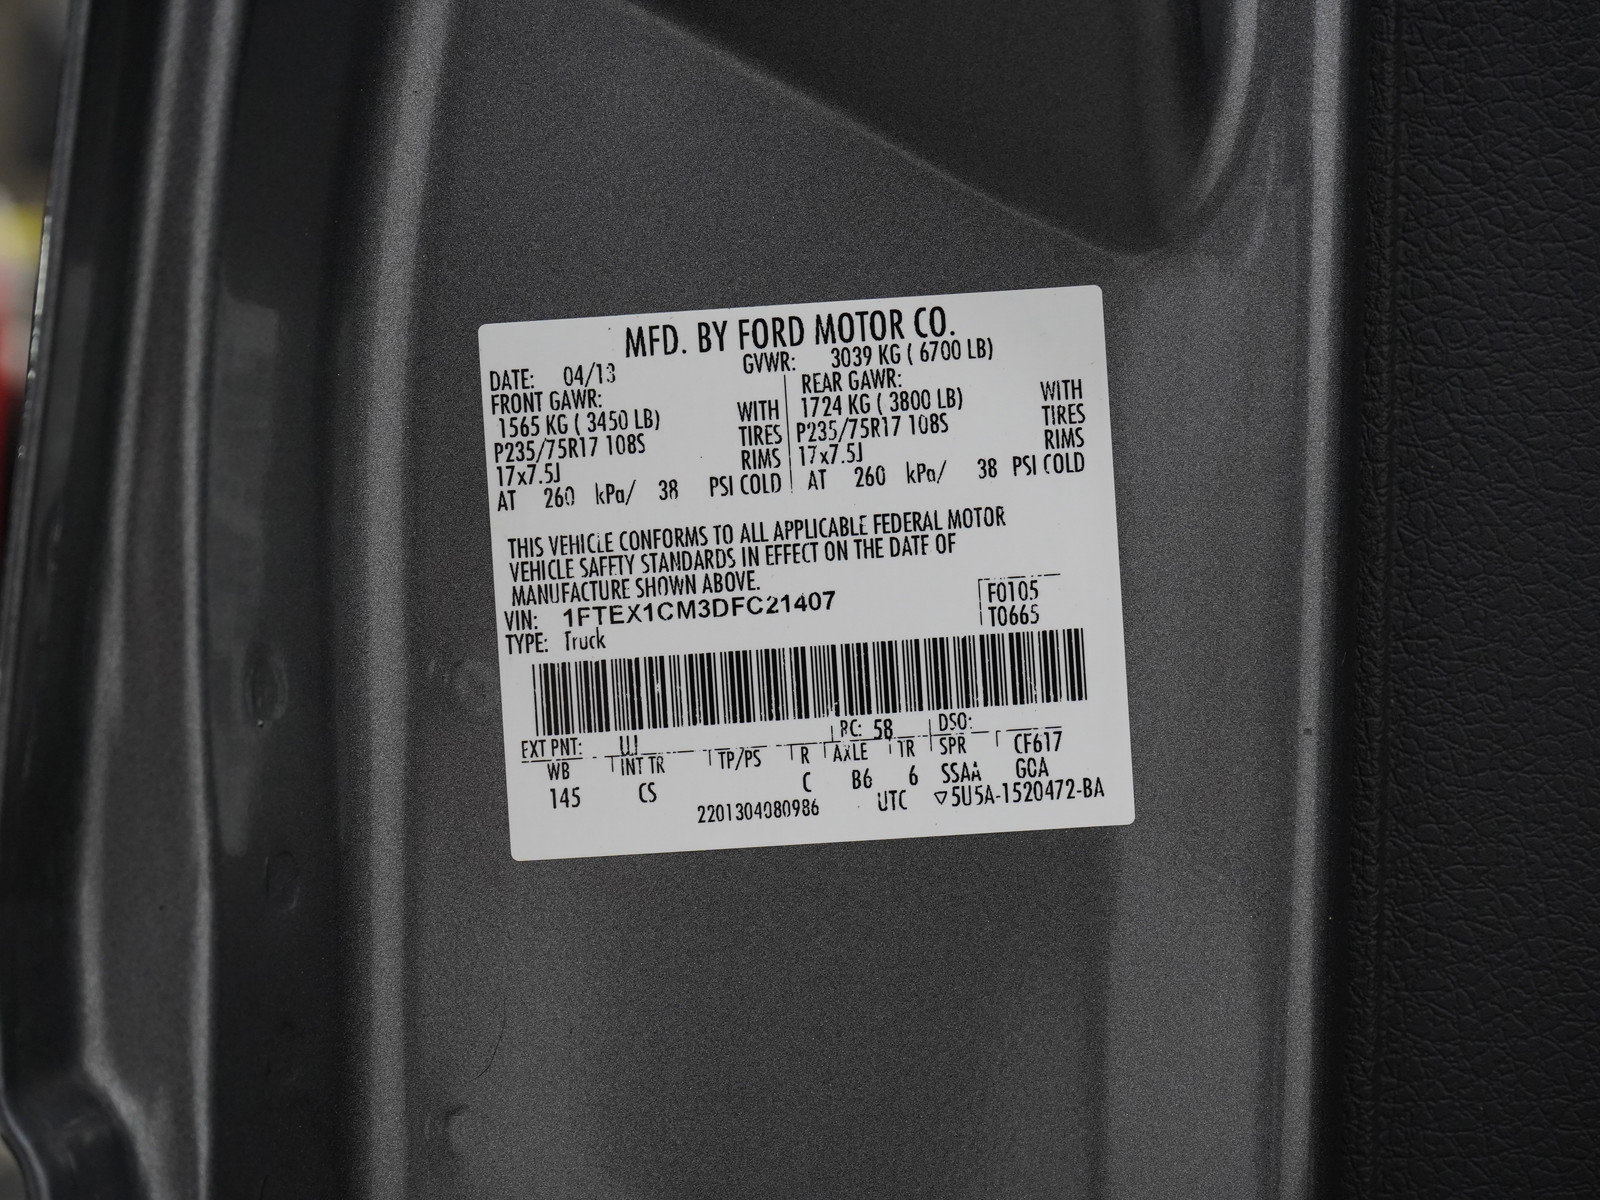 MFD. BY FORD MOTOR CO.
DATE: 04/13 GVWR: 3039 KG ( 6700 LB)
FRONT GAWR: REAR GAWR:
1565 KG ( 3450 LB) WITH 1724 KG ( 3800 LB) WITH
P235/75R17 108S TIRES P235/75R17 108S TIRES
17x7.5J RIMS 17x7.5J RIMS
AT 260 kPa/ 38 PSI COLD AT 260 kPa/ 38 PSI COLD
THIS VEHICLE CONFORMS TO ALL APPLICABLE FEDERAL MOTOR
VEHICLE SAFETY STANDARDS IN EFFECT ON THE DATE OF
MANUFACTURE SHOWN ABOVE.
VIN: 1FTEX1CM3DFC21407 F0105
TYPE: Truck T0665
EXT PNT: UJ RC: 58 DSO:
WB INT TR TP/PS R AXLE TR SPR CF617
145 CS C B6 6 SSAA GOA
2201304080986 UTC ▽5U5A-1520472-BA